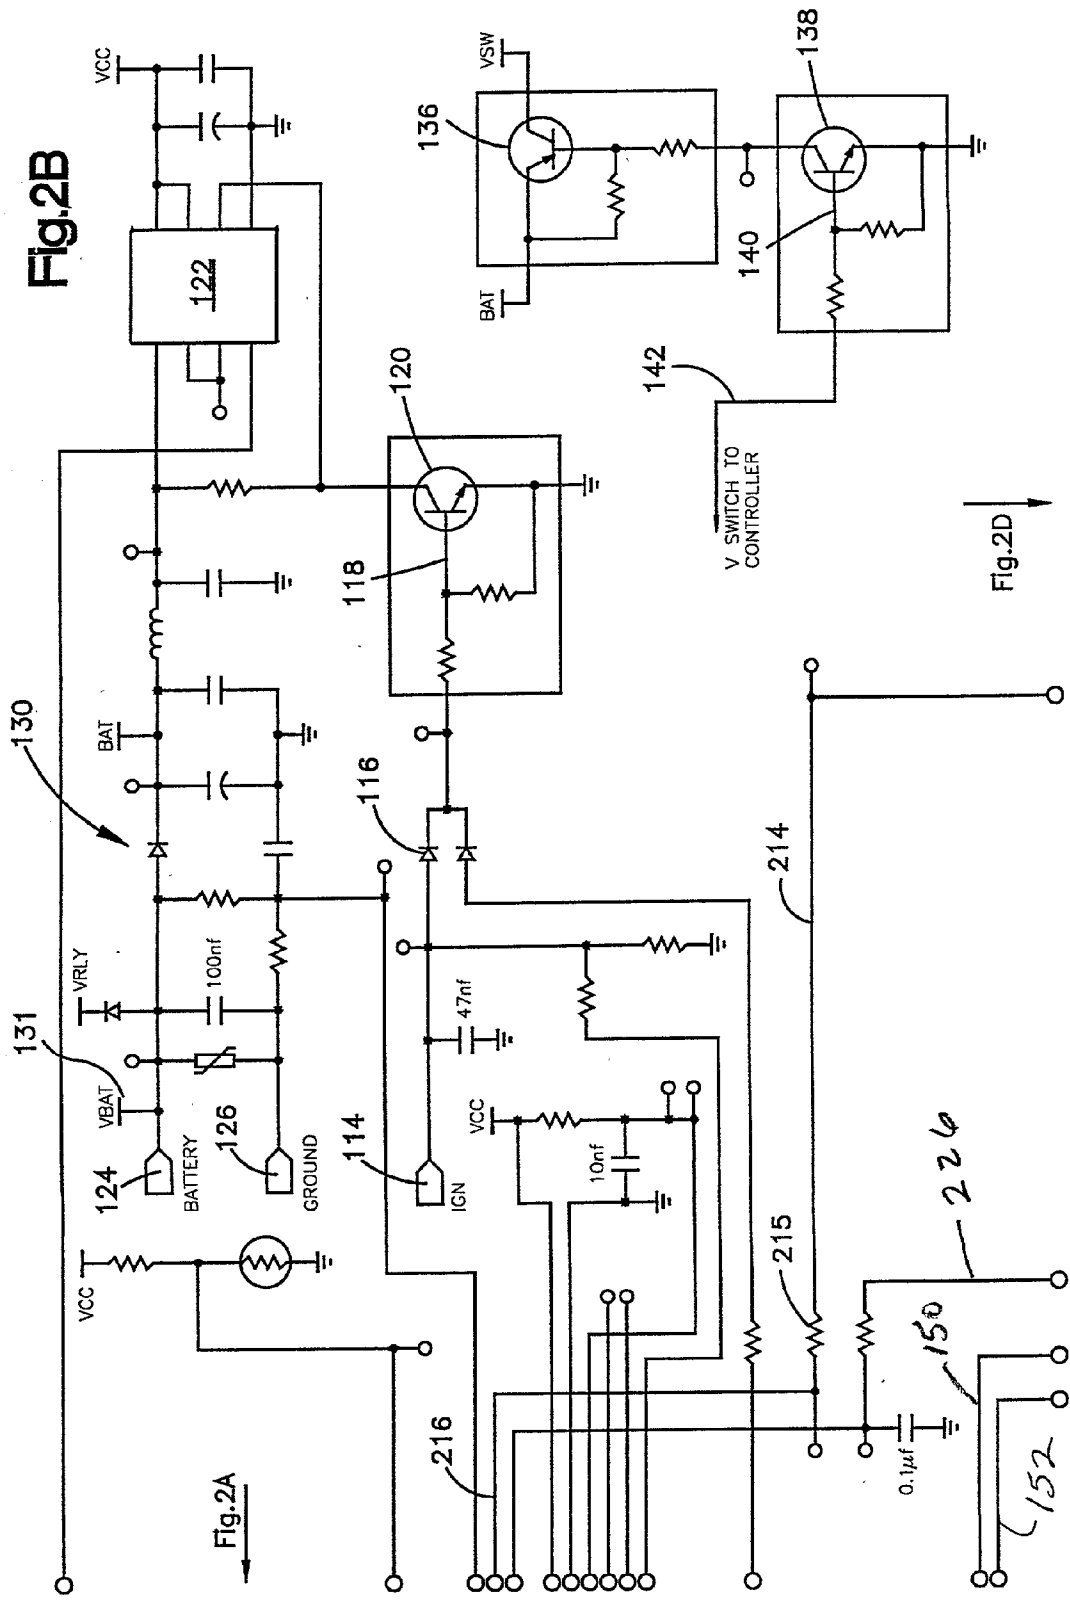 Fig.2B
VCC
122
130
BAT
131
VRLY
100nf
VBAT
124
BATTERY
126
GROUND
VCC
Fig.2A
VSW
136
BAT
138
140
142
V SWITCH TO
CONTROLLER
Fig.2D
120
118
116
47nf
114
IGN
VCC
10nf
214
215
216
0.1µf
226
150
152